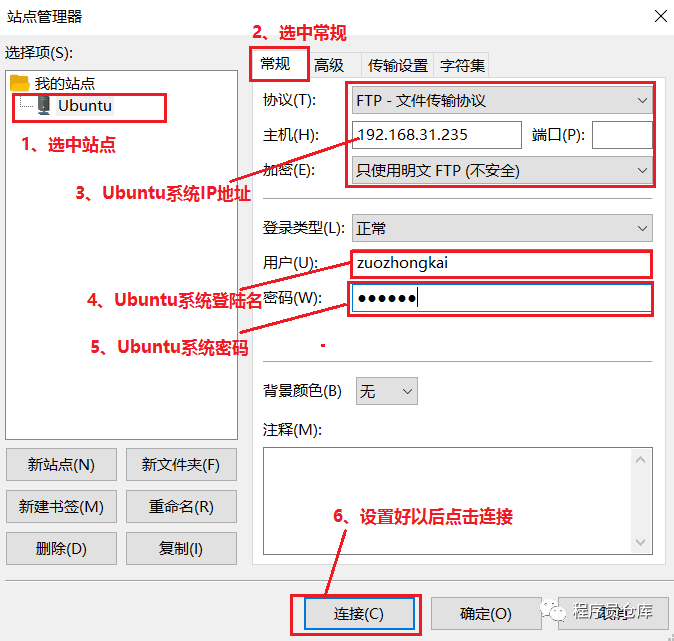 站点管理器
2、选中常规
选择项(S):
我的站点
Ubuntu
1、选中站点
常规 高级 传输设置 字符集
协议(T): FTP - 文件传输协议
主机(H): 192.168.31.235 端口(P):
加密(E): 只使用明文 FTP (不安全)
3、Ubuntu系统IP地址
登录类型(L): 正常
用户(U): zuozhongkai
4、Ubuntu系统登陆名
密码(W): ●●●●●●
5、Ubuntu系统密码
背景颜色(B) 无
注释(M):
新站点(N) 新文件夹(F)
新建书签(M) 重命名(R)
删除(D) 复制(I)
6、设置好以后点击连接
连接(C) 确定(O)
程序员仓库